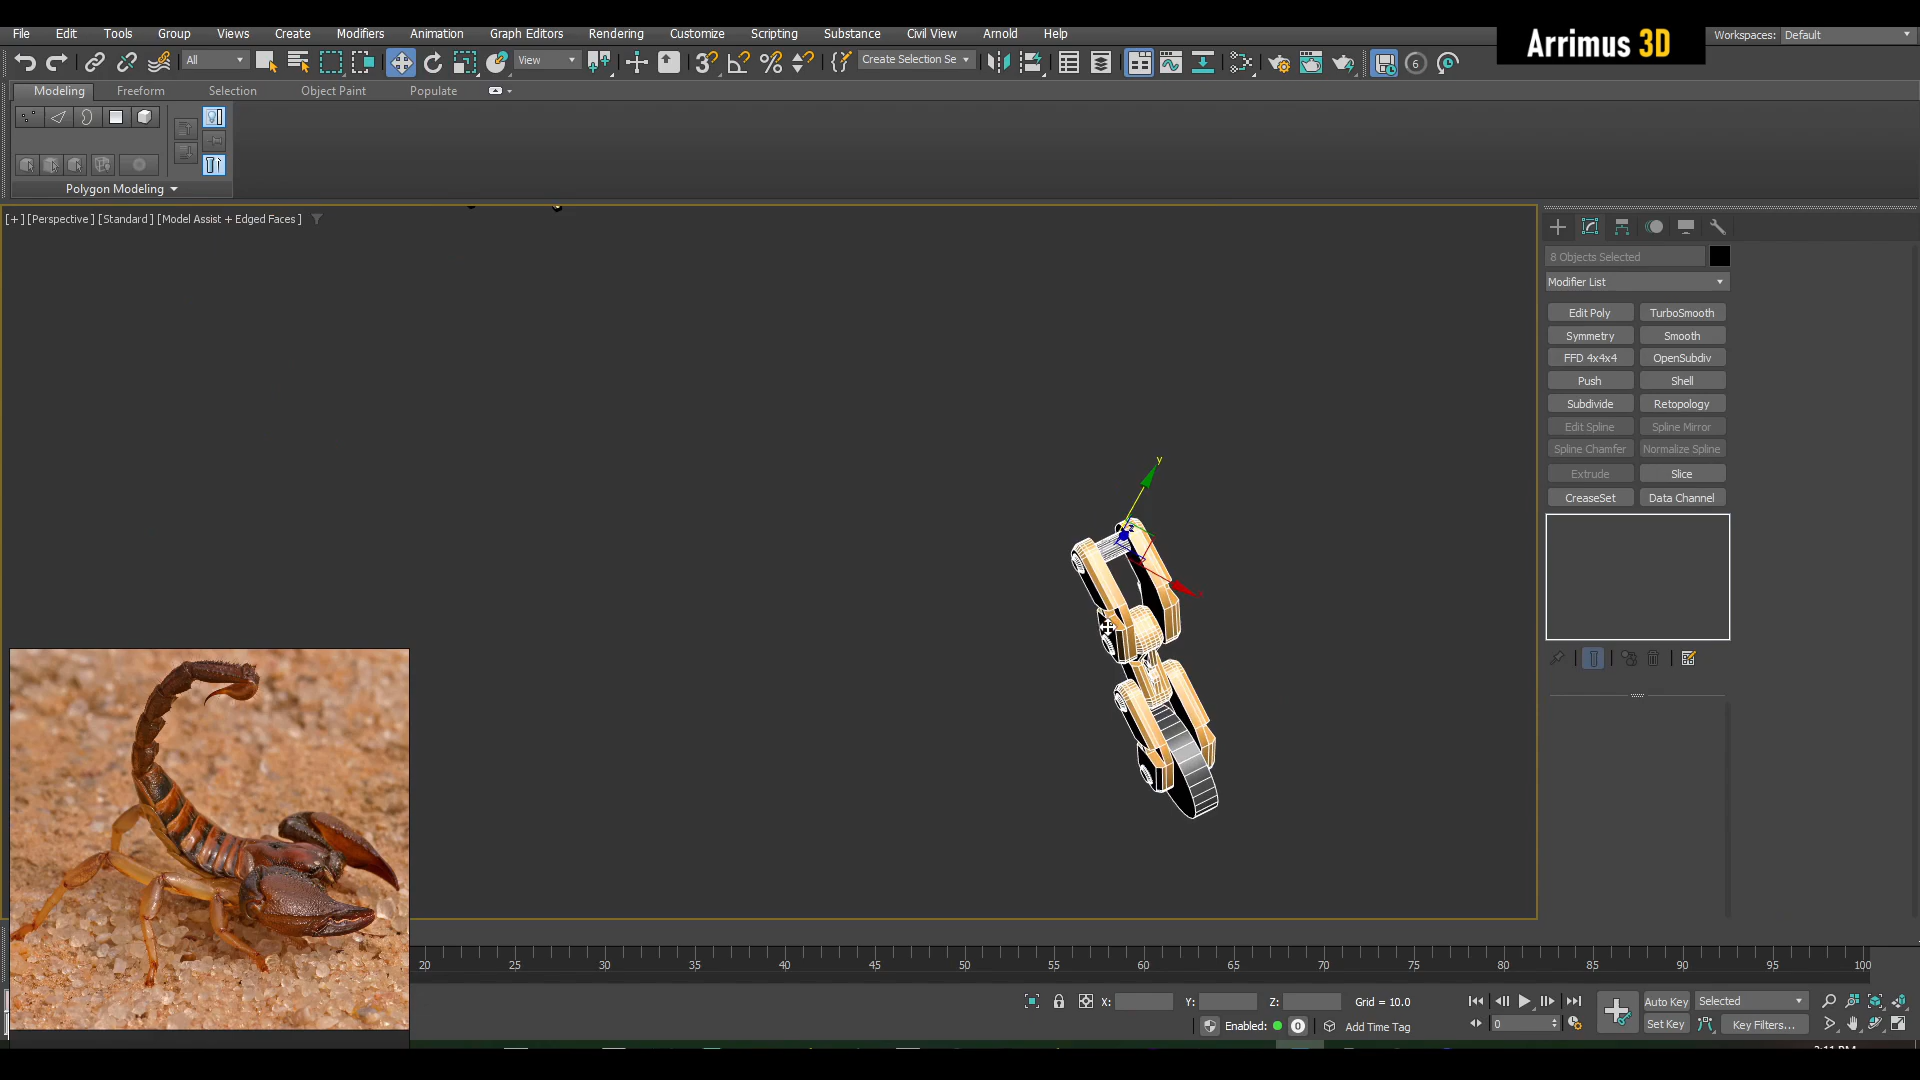 File Edit Tools Group Views Create Modifiers Animation Graph Editors Rendering Customize Scripting Substance Civil View Arnold Help
Arrimus 3D
Workspaces: Default
All
View
Create Selection Se
6
Modeling Freeform Selection Object Paint Populate
Polygon Modeling
[+] [Perspective] [Standard] [Model Assist + Edged Faces]
8 Objects Selected
Modifier List
Edit Poly TurboSmooth
Symmetry Smooth
FFD 4x4x4 OpenSubdiv
Push Shell
Subdivide Retopology
Edit Spline Spline Mirror
Spline Chamfer Normalize Spline
Extrude Slice
CreaseSet Data Channel
y
20 25 30 35 40 45 50 55 60 65 70 75 80 85 90 95 100
X: Y: Z: Grid = 10.0
Auto Key Selected
Enabled: 0 Add Time Tag
0
Set Key Key Filters...